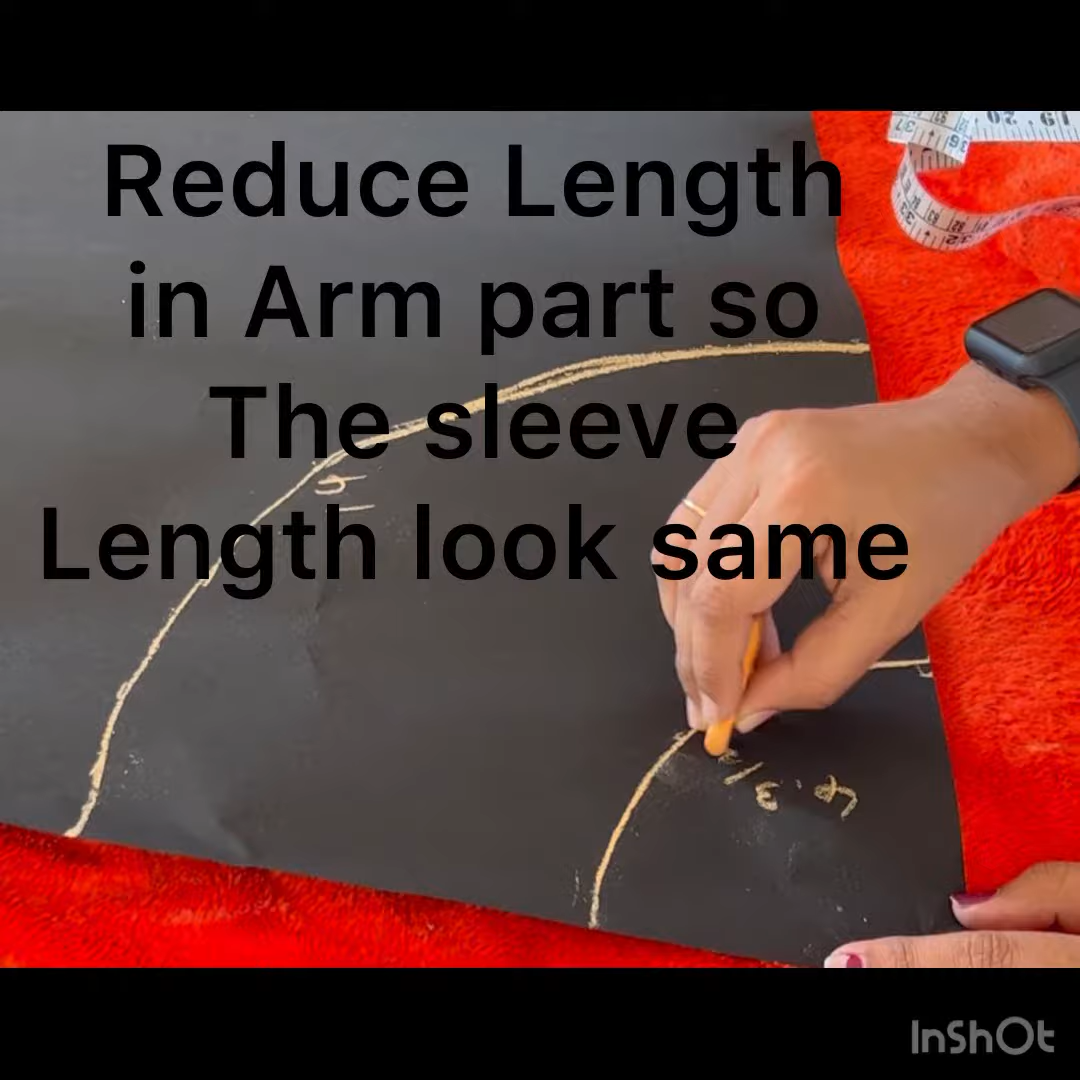 Reduce Length
in Arm part so
The sleeve
Length look same
InShOt